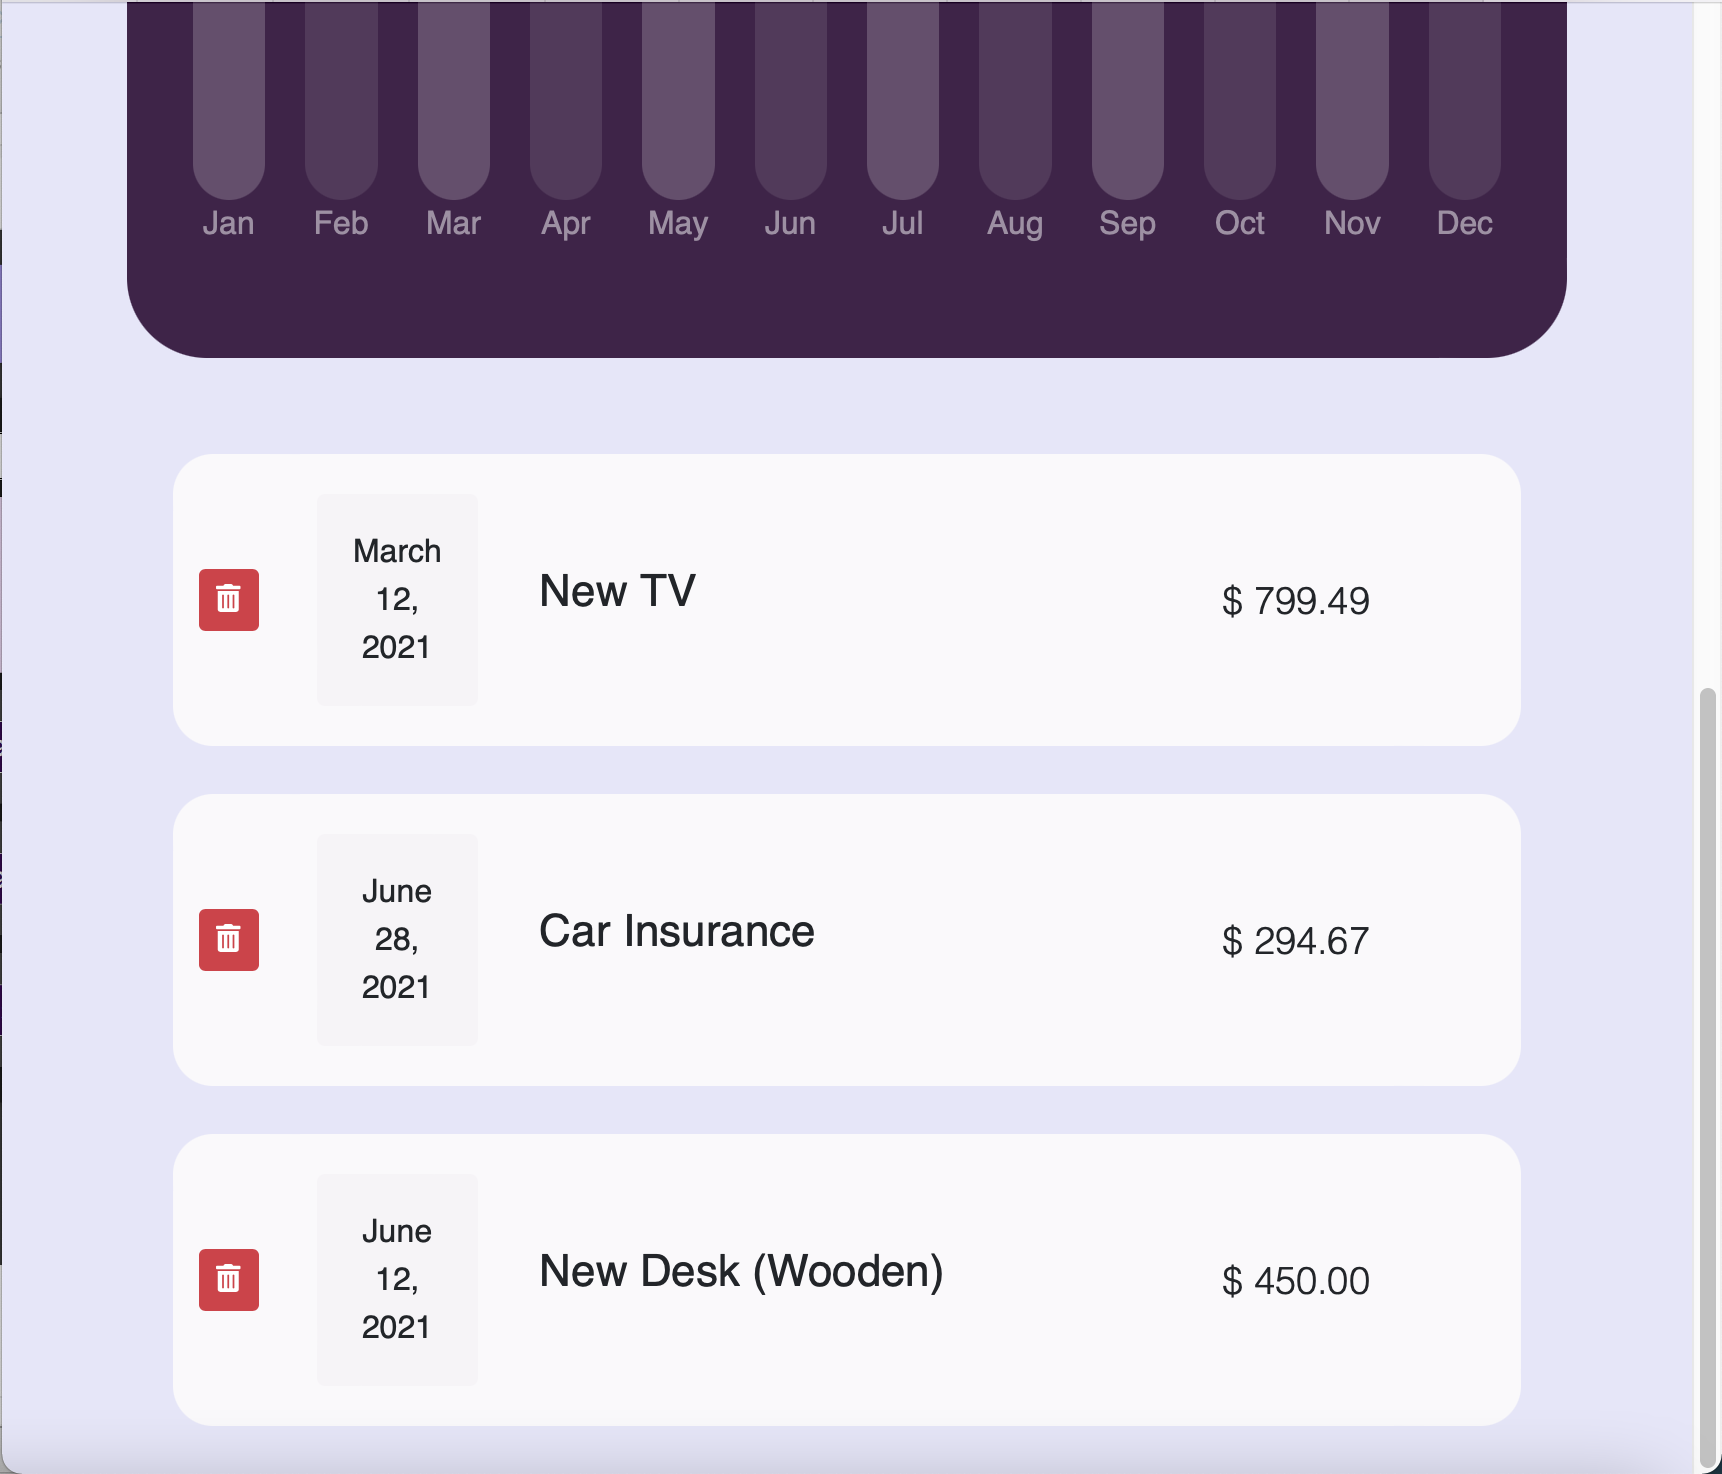 Jan Feb Mar Apr May Jun Jul Aug Sep Oct Nov Dec
March
12,
2021
New TV
$ 799.49
June
28,
2021
Car Insurance
$ 294.67
June
12,
2021
New Desk (Wooden)
$ 450.00